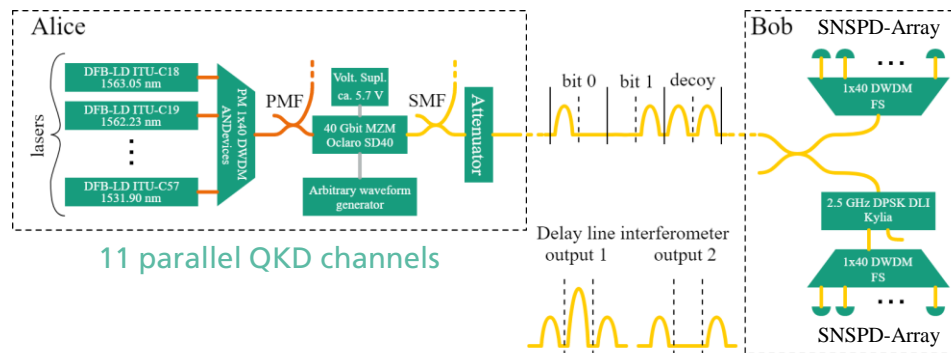 Alice
lasers
DFB-LD ITU-C18
1563.05 nm
DFB-LD ITU-C19
1562.23 nm
DFB-LD ITU-C57
1531.90 nm
PM 1x40 DWDM
ANDevices
PMF
Volt. Supl.
ca. 5.7 V
40 Gbit MZM
Oclaro SD40
Arbitrary waveform
generator
SMF
Attenuator
11 parallel QKD channels
bit 0
bit 1
decoy
Delay line interferometer
output 1
output 2
Bob
SNSPD-Array
1x40 DWDM
FS
2.5 GHz DPSK DLI
Kylia
1x40 DWDM
FS
SNSPD-Array